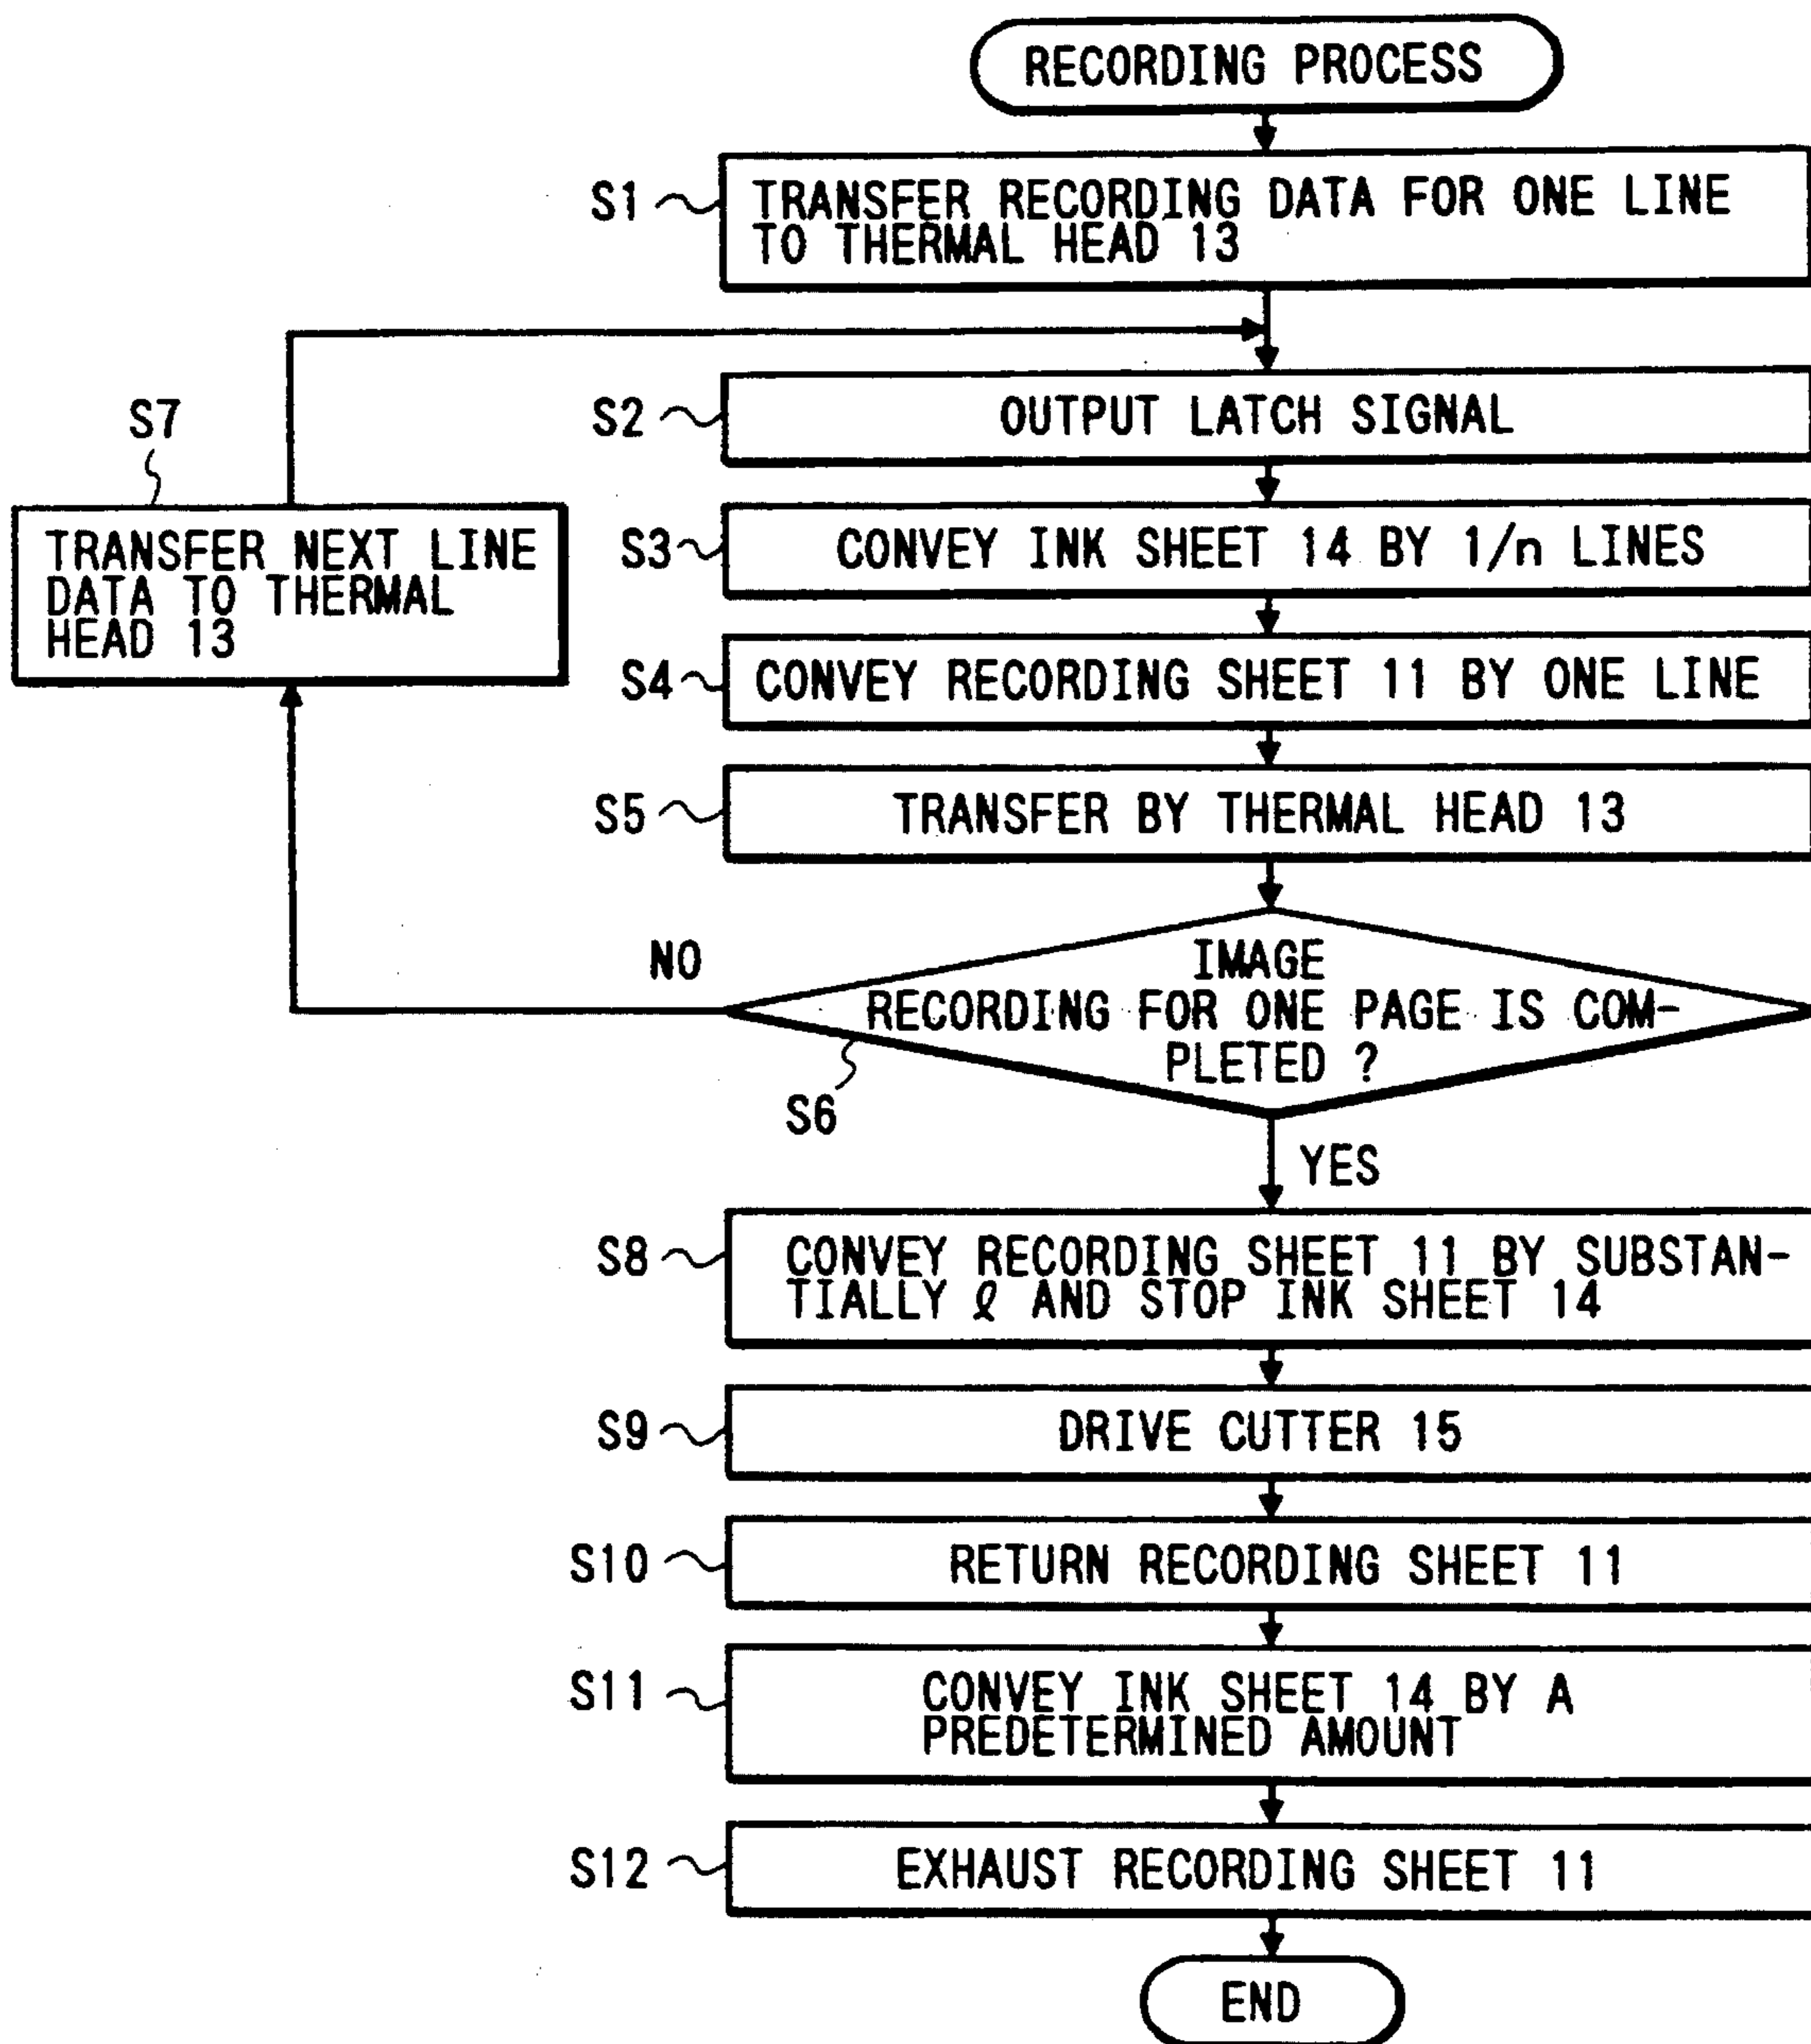 RECORDING PROCESS
S1
TRANSFER RECORDING DATA FOR ONE LINE
TO THERMAL HEAD 13
S2
OUTPUT LATCH SIGNAL
S7
TRANSFER NEXT LINE
DATA TO THERMAL
HEAD 13
S3
CONVEY INK SHEET 14 BY 1/n LINES
S4
CONVEY RECORDING SHEET 11 BY ONE LINE
S5
TRANSFER BY THERMAL HEAD 13
NO
IMAGE
RECORDING FOR ONE PAGE IS COM-
PLETED ?
S6
YES
S8
CONVEY RECORDING SHEET 11 BY SUBSTAN-
TIALLY ℓ AND STOP INK SHEET 14
S9
DRIVE CUTTER 15
S10
RETURN RECORDING SHEET 11
S11
CONVEY INK SHEET 14 BY A
PREDETERMINED AMOUNT
S12
EXHAUST RECORDING SHEET 11
END